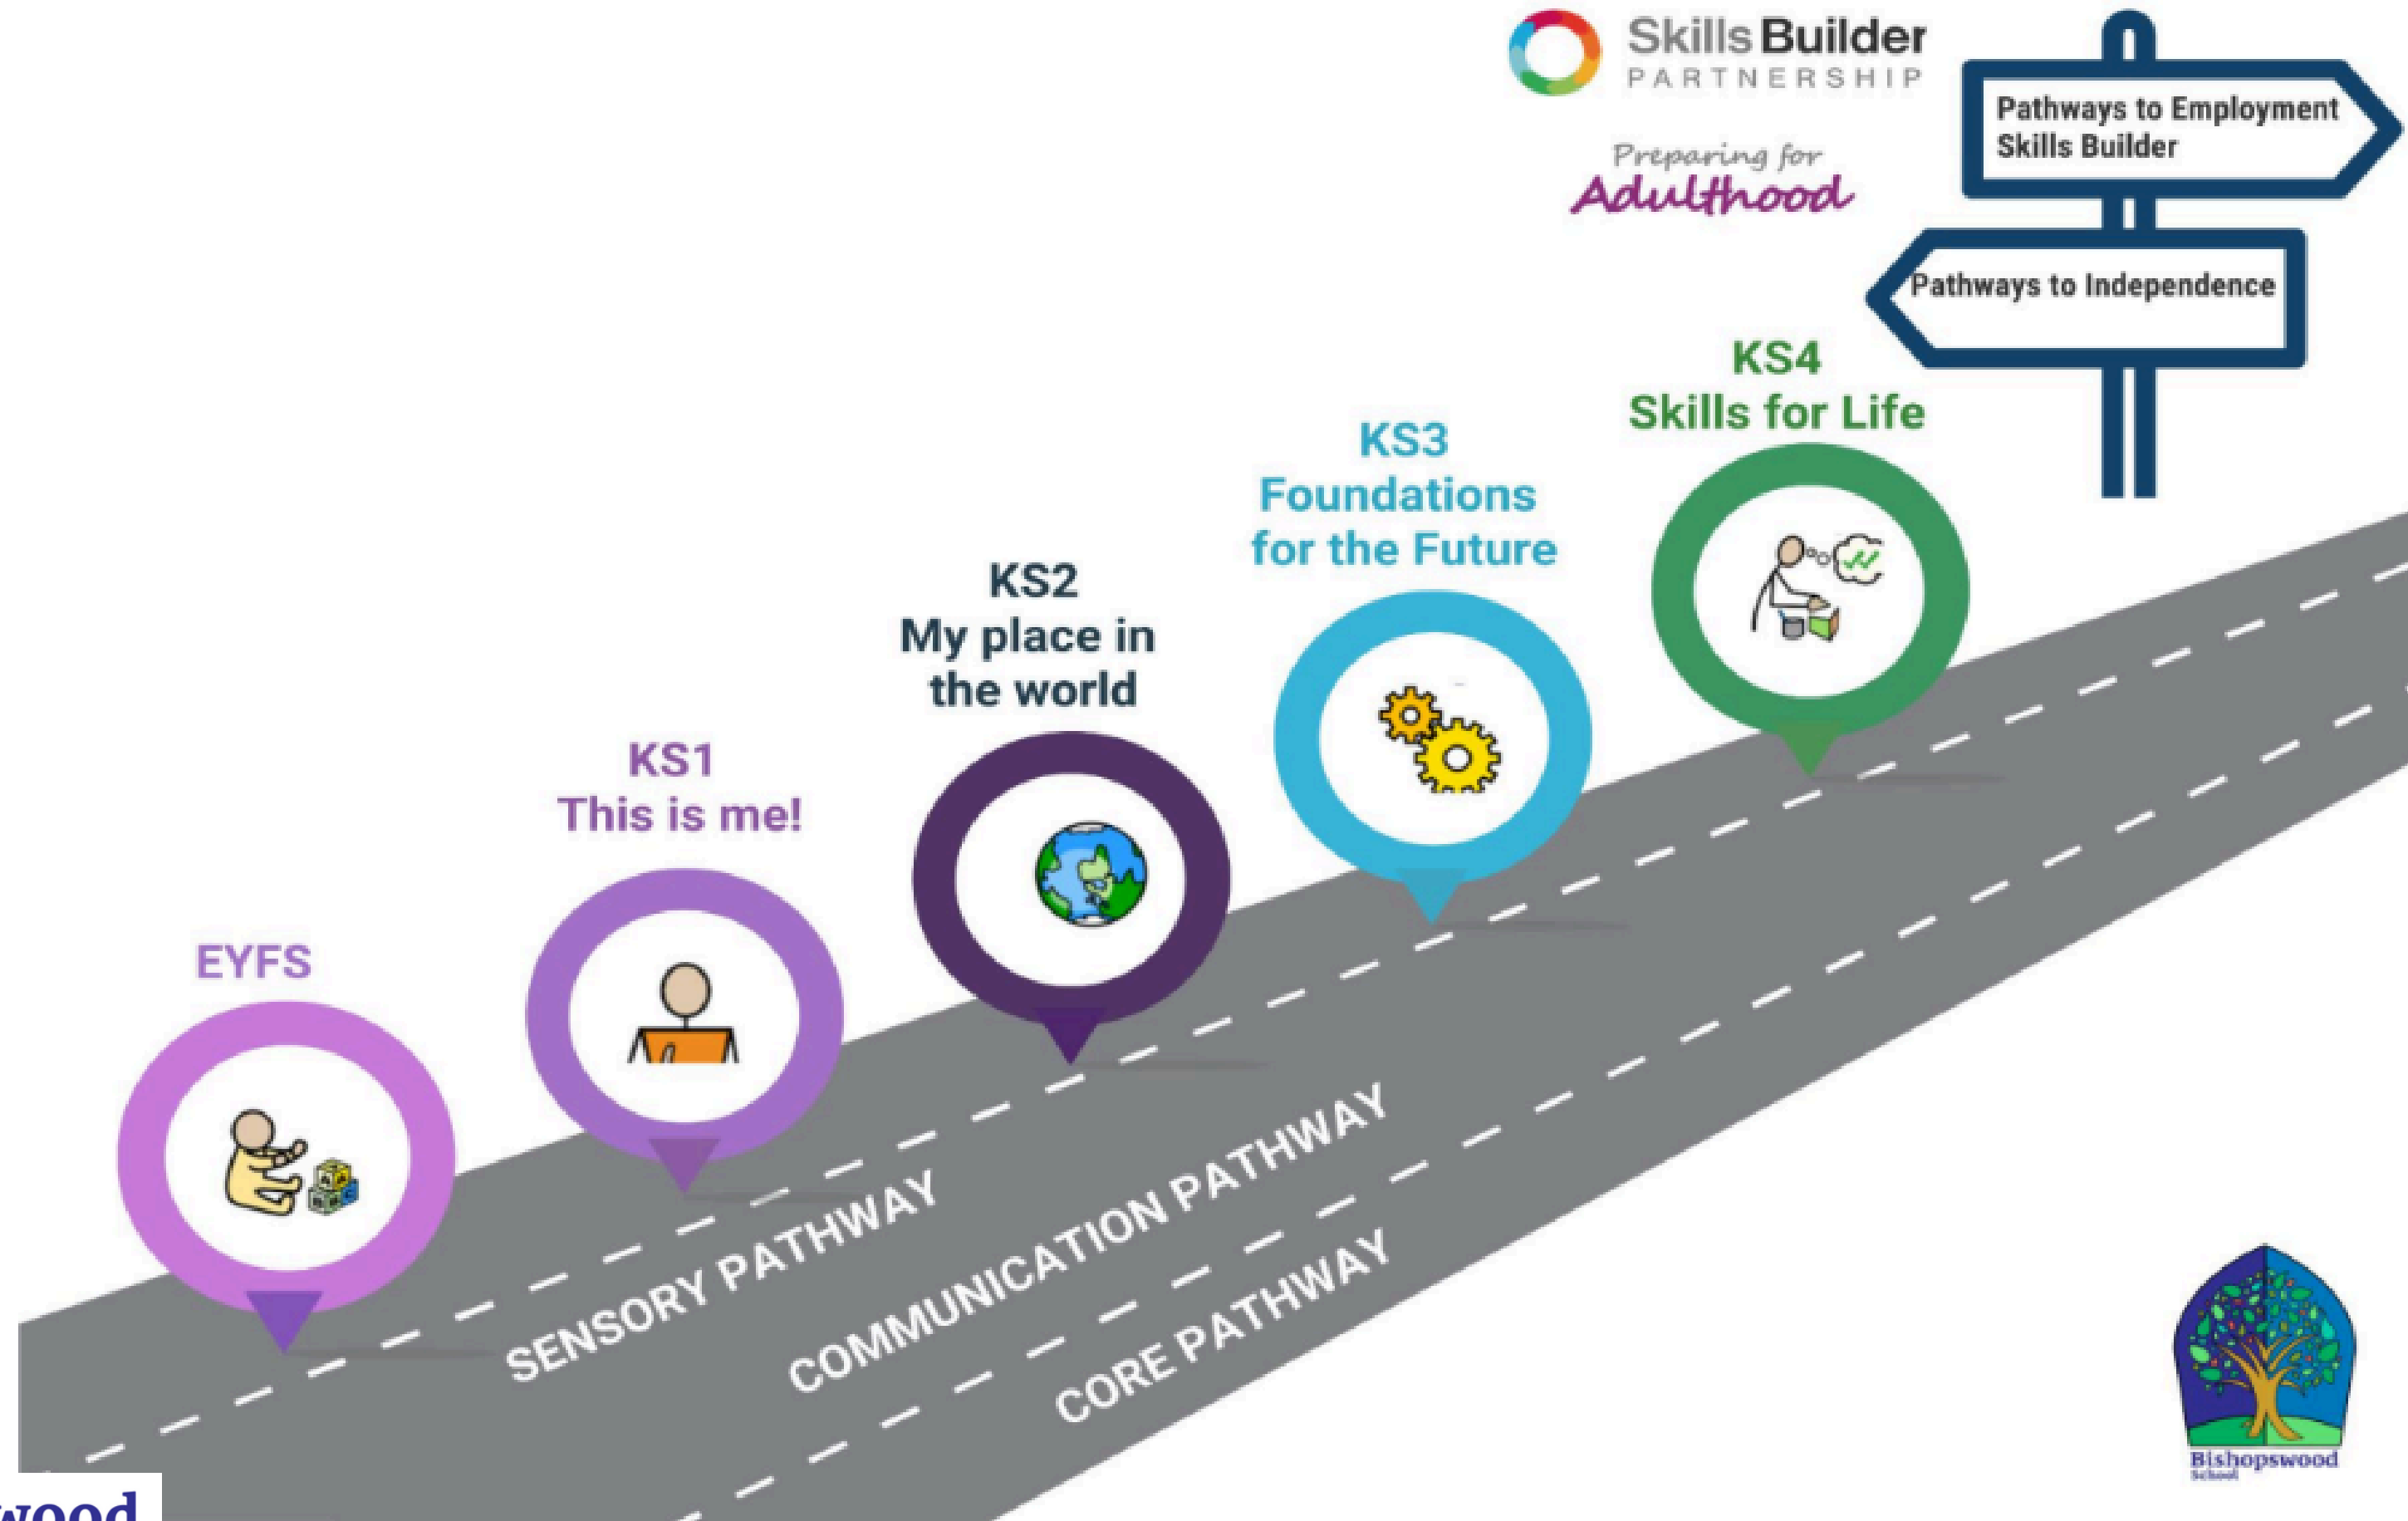 Skills Builder
PARTNERSHIP
Preparing for
Adulthood
Pathways to Employment
Skills Builder
Pathways to Independence
KS4
Skills for Life
KS3
Foundations
for the Future
KS2
My place in
the world
KS1
This is me!
EYFS
SENSORY PATHWAY
COMMUNICATION PATHWAY
CORE PATHWAY
Bishopswood
School